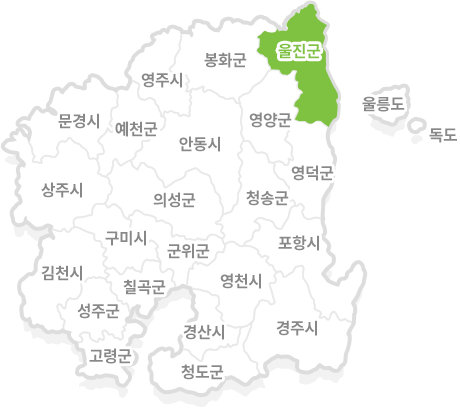 울진군
봉화군
영주시
울릉도
문경시
예천군
영양군
독도
안동시
영덕군
상주시
의성군
청송군
구미시
군위군
포항시
김천시
칠곡군
영천시
성주군
경산시
경주시
고령군
청도군